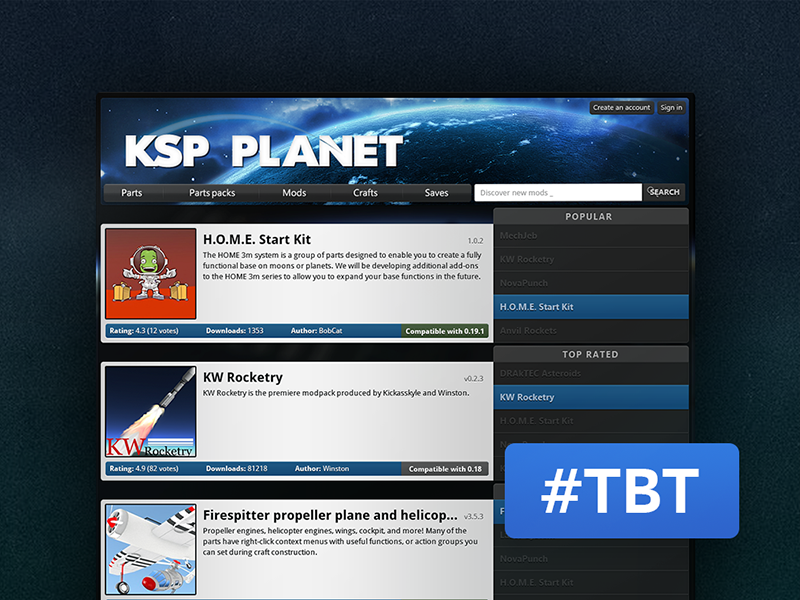 Create an account
Sign in
KSP PLANET
Parts
Parts packs
Mods
Crafts
Saves
Discover new mods _
SEARCH
H.O.M.E. Start Kit
1.0.2
The HOME 3m system is a group of parts designed to enable you to create a fully
functional base on moons or planets. We will be developing additional add-ons
to the HOME 3m series to allow you to expand your base functions in the future.
Rating: 4.3 (12 votes)
Downloads: 1353
Author: BobCat
Compatible with 0.19.1
KW Rocketry
v0.2.3
KW Rocketry is the premiere modpack produced by Kickasskyle and Winston.
KW Rocketry
Rating: 4.9 (82 votes)
Downloads: 81218
Author: Winston
Compatible with 0.18
Firespitter propeller plane and helicop...
v3.5.3
Propeller engines, helicopter engines, wings, cockpit, and more! Many of the
parts have right-click context menus with useful functions, or action groups you
can set during craft construction.
POPULAR
MechJeb
KW Rocketry
NovaPunch
H.O.M.E. Start Kit
Anvil Rockets
TOP RATED
DRAkTEC Asteroids
KW Rocketry
H.O.M.E. Start Kit
#TBT
NovaPunch
H.O.M.E. Start Kit